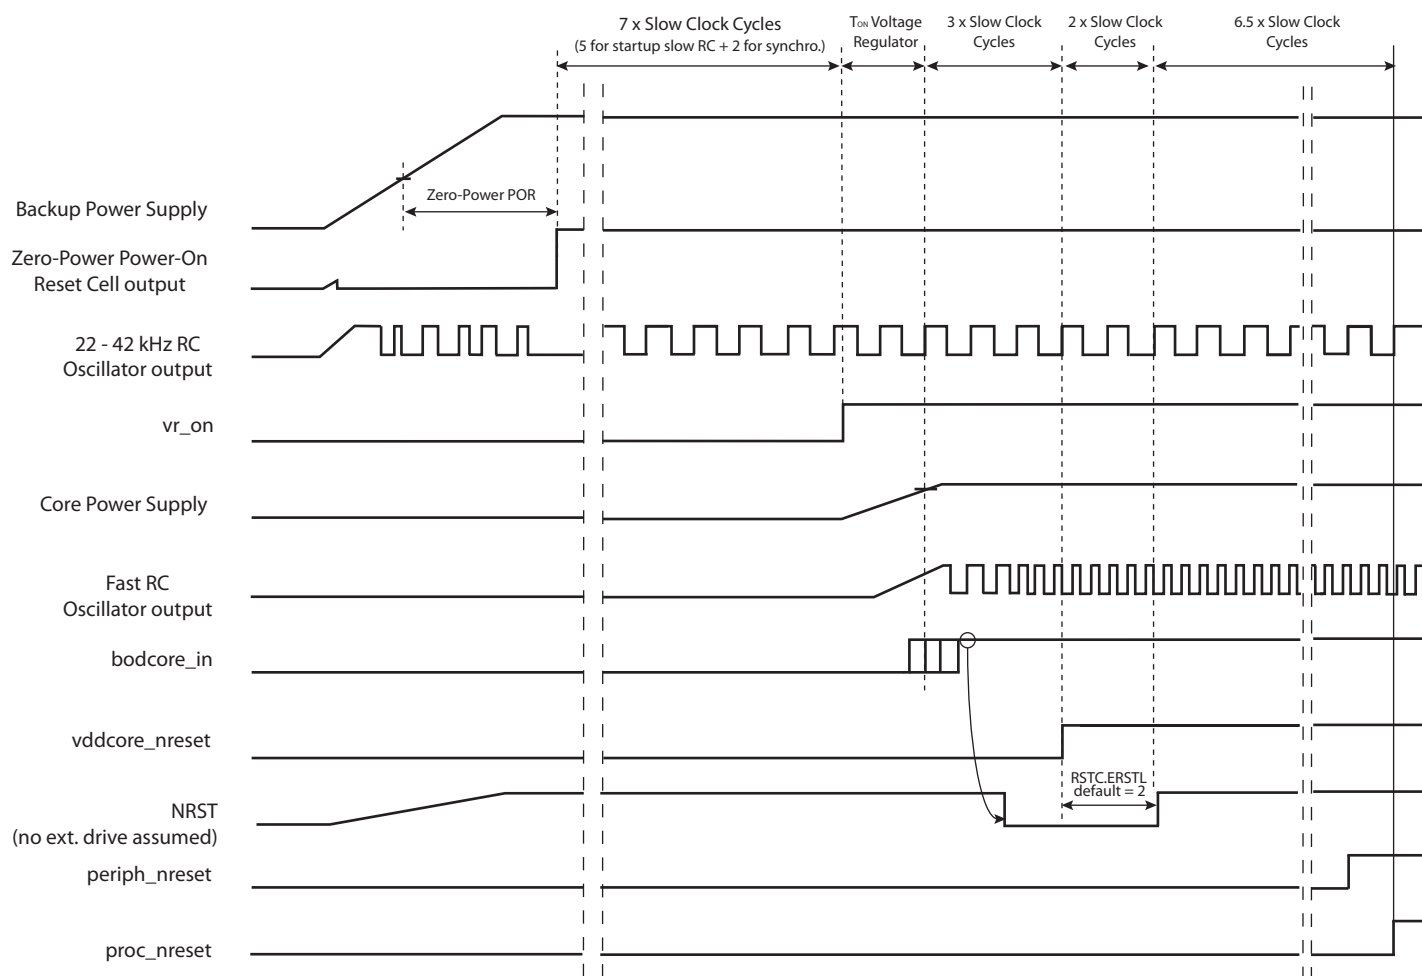 7 x Slow Clock Cycles
(5 for startup slow RC + 2 for synchro.)
TON Voltage
Regulator
3 x Slow Clock
Cycles
2 x Slow Clock
Cycles
6.5 x Slow Clock
Cycles
Zero-Power POR
Backup Power Supply
Zero-Power Power-On
Reset Cell output
22 - 42 kHz RC
Oscillator output
vr_on
Core Power Supply
Fast RC
Oscillator output
bodcore_in
vddcore_nreset
RSTC.ERSTL
default = 2
NRST
(no ext. drive assumed)
periph_nreset
proc_nreset